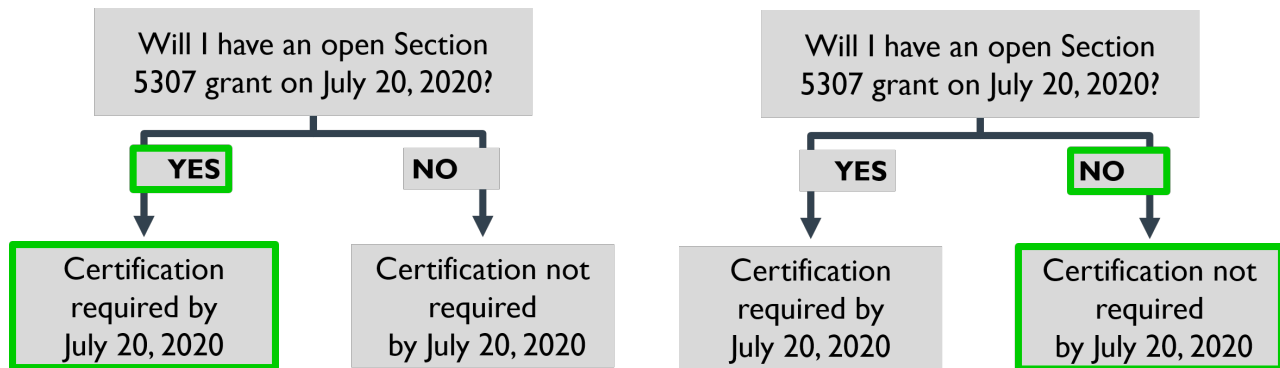 Will I have an open Section
5307 grant on July 20, 2020?
YES
NO
Certification
required by
July 20, 2020
Certification not
required
by July 20, 2020
Will I have an open Section
5307 grant on July 20, 2020?
YES
NO
Certification
required by
July 20, 2020
Certification not
required
by July 20, 2020